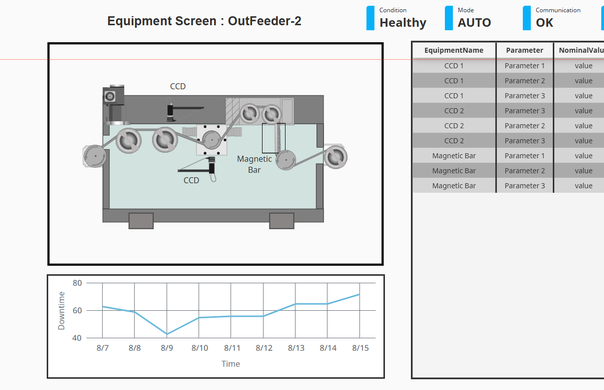 Equipment Screen : OutFeeder-2
Condition
Healthy
Mode
AUTO
Communication
OK
CCD
CCD
Magnetic
Bar
EquipmentName Parameter NominalValu
CCD 1 Parameter 1 value
CCD 1 Parameter 2 value
CCD 1 Parameter 3 value
CCD 2 Parameter 3 value
CCD 2 Parameter 2 value
CCD 2 Parameter 3 value
Magnetic Bar Parameter 1 value
Magnetic Bar Parameter 2 value
Magnetic Bar Parameter 3 value
Downtime
80
60
40
8/7 8/8 8/9 8/10 8/11 8/12 8/13 8/14 8/15
Time